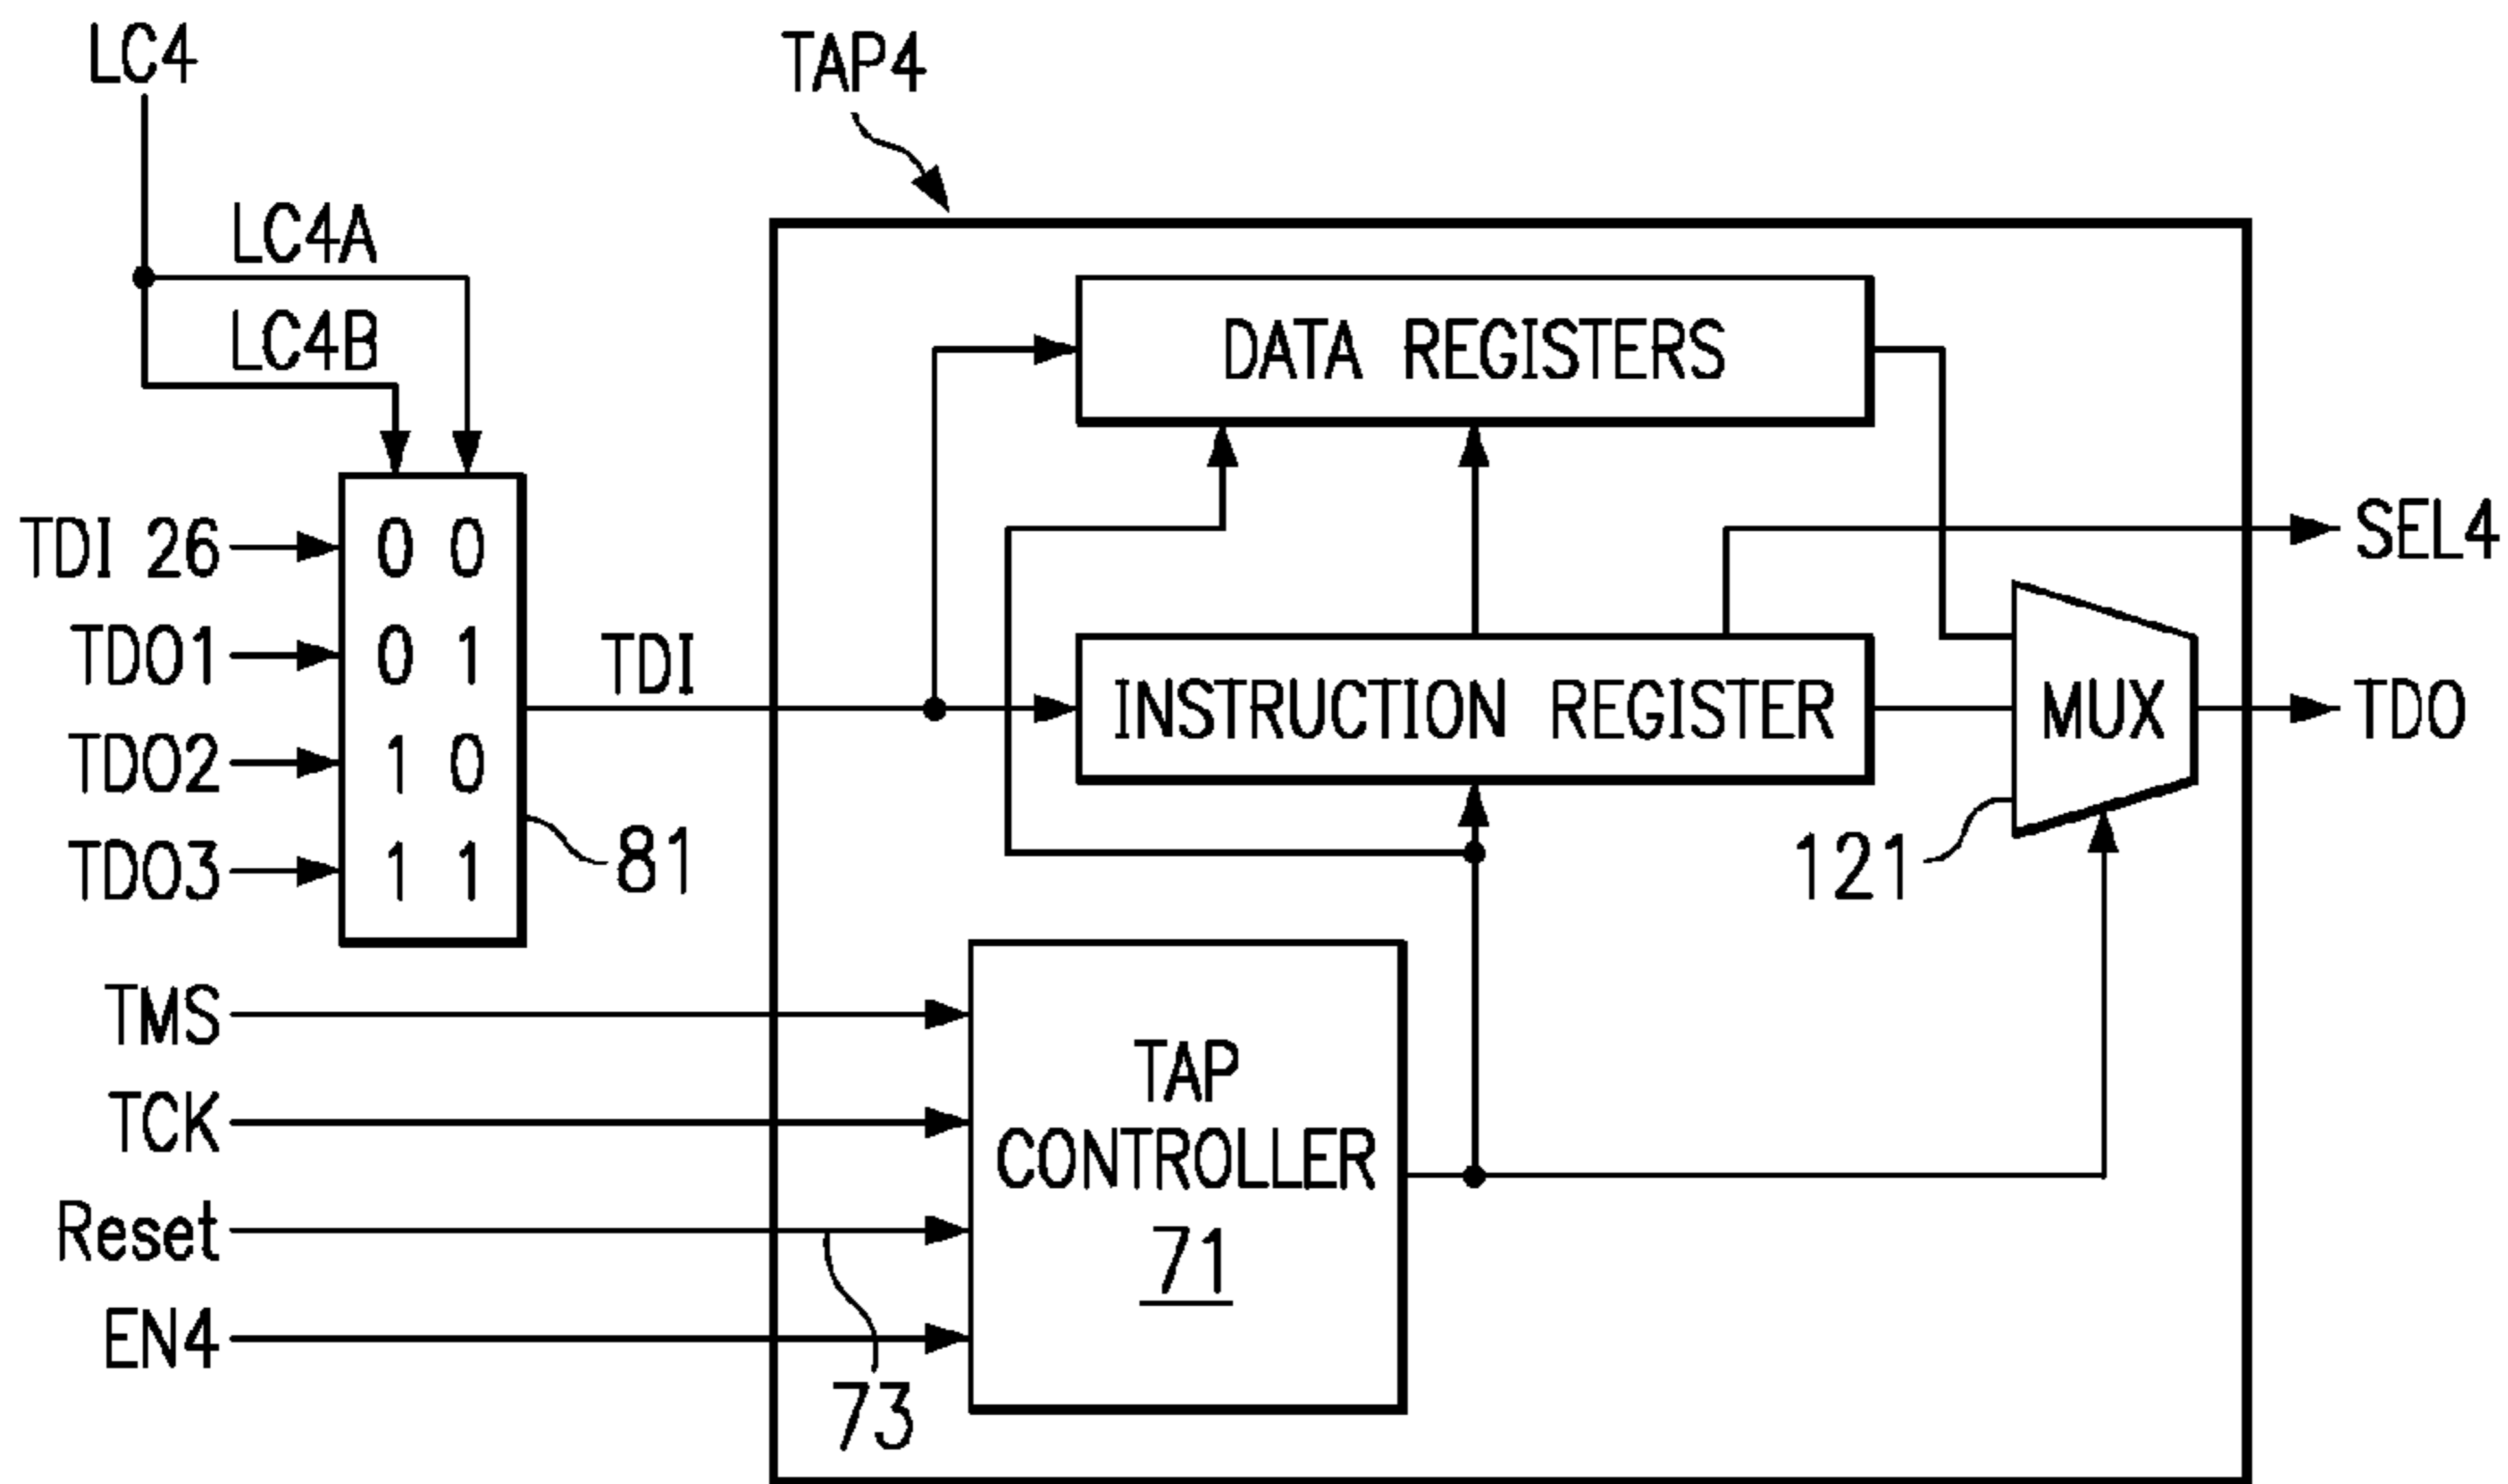 LC4
TAP4
LC4A
LC4B
DATA REGISTERS
TDI 26
0 0
SEL4
TDO1
0 1
TDI
INSTRUCTION REGISTER
MUX
TDO
TDO2
1 0
TDO3
1 1
81
121
TMS
TAP
CONTROLLER
71
TCK
Reset
EN4
73